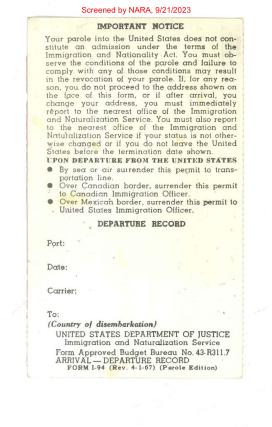 Screened by NARA, 9/21/2023
IMPORTANT NOTICE
Your parole into the United States does not con-
stitute an admission under the terms of the
Immigration and Nationality Act. You must ob-
serve the conditions of the parole and failure to
comply with any of those conditions may result
in the revocation of your parole. If, for any rea-
son, you do not proceed to the address shown on
the face of this form, or if after arrival, you
change your address, you must immediately
report to the nearest office of the Immigration
and Naturalization Service. You must also report
to the nearest office of the Immigration and
Naturalization Service if your status is not other-
wise changed or if you do not leave the United
States before the termination date shown.
UPON DEPARTURE FROM THE UNITED STATES
● By sea or air surrender this permit to trans-
portation line.
● Over Canadian border, surrender this permit
to Canadian Immigration Officer.
● Over Mexican border, surrender this permit to
United States Immigration Officer.
DEPARTURE RECORD
Port:
Date:
Carrier:
To:
(Country of disembarkation)
UNITED STATES DEPARTMENT OF JUSTICE
Immigration and Naturalization Service
Form Approved Budget Bureau No. 43-R311.7
ARRIVAL — DEPARTURE RECORD
FORM I-94 (Rev. 4-1-67) (Parole Edition)